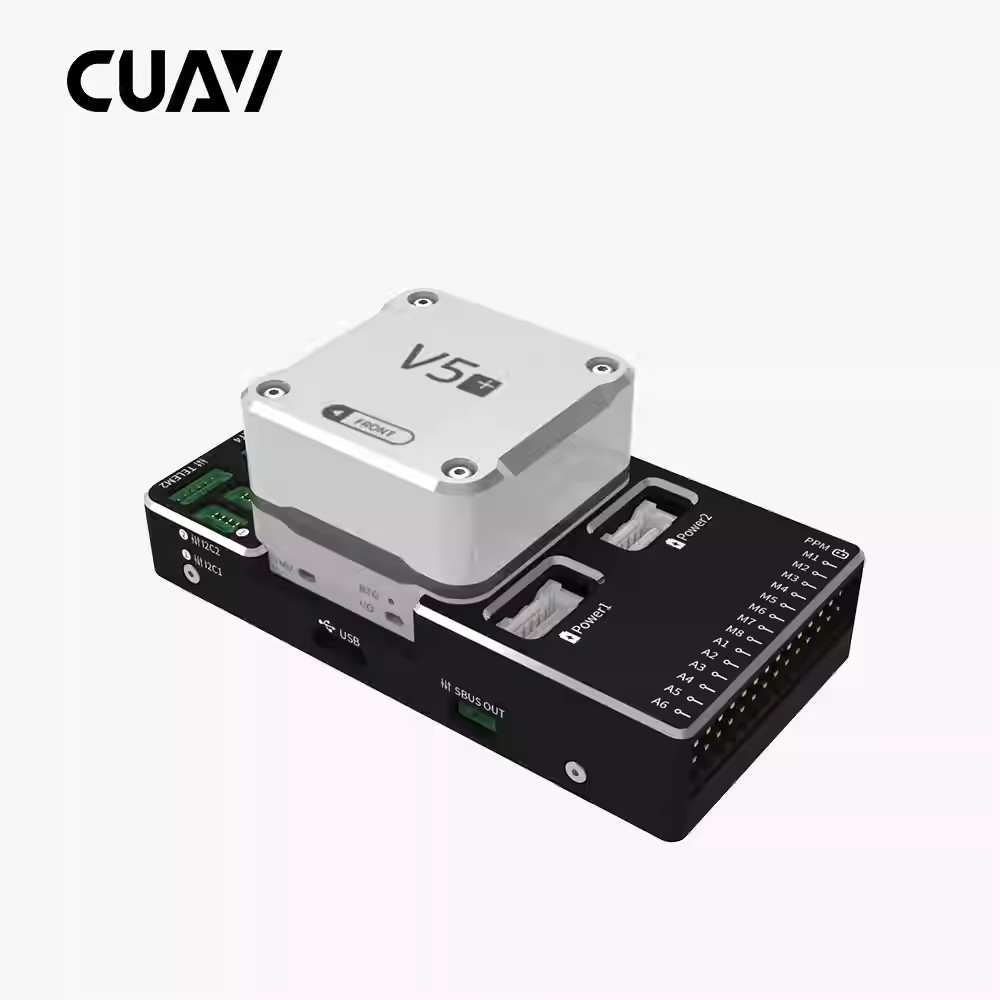 CUAV
V5+
FRONT
TELEM2
I2C2
I2C1
USB
SBUS OUT
Power2
Power1
PPM
M1
M2
M3
M4
M5
M6
M7
M8
A1
A2
A3
A4
A5
A6